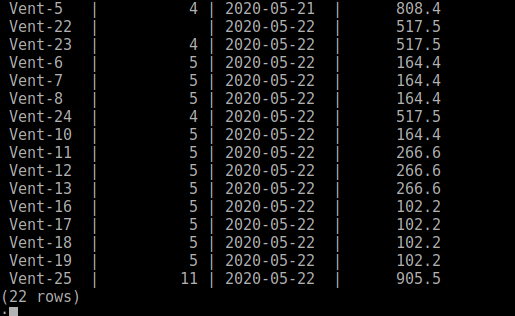 Vent-5   |          4 | 2020-05-21  |      808.4
Vent-22  |            | 2020-05-22  |      517.5
Vent-23  |          4 | 2020-05-22  |      517.5
Vent-6   |          5 | 2020-05-22  |      164.4
Vent-7   |          5 | 2020-05-22  |      164.4
Vent-8   |          5 | 2020-05-22  |      164.4
Vent-24  |          4 | 2020-05-22  |      517.5
Vent-10  |          5 | 2020-05-22  |      164.4
Vent-11  |          5 | 2020-05-22  |      266.6
Vent-12  |          5 | 2020-05-22  |      266.6
Vent-13  |          5 | 2020-05-22  |      266.6
Vent-16  |          5 | 2020-05-22  |      102.2
Vent-17  |          5 | 2020-05-22  |      102.2
Vent-18  |          5 | 2020-05-22  |      102.2
Vent-19  |          5 | 2020-05-22  |      102.2
Vent-25  |         11 | 2020-05-22  |      905.5
(22 rows)